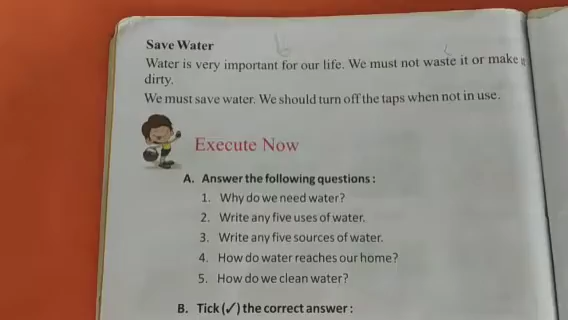 Save Water
Water is very important for our life. We must not waste it or make it
dirty.
We must save water. We should turn off the taps when not in use.
Execute Now
A. Answer the following questions :
1. Why do we need water?
2. Write any five uses of water.
3. Write any five sources of water.
4. How do water reaches our home?
5. How do we clean water?
B. Tick (✓) the correct answer :